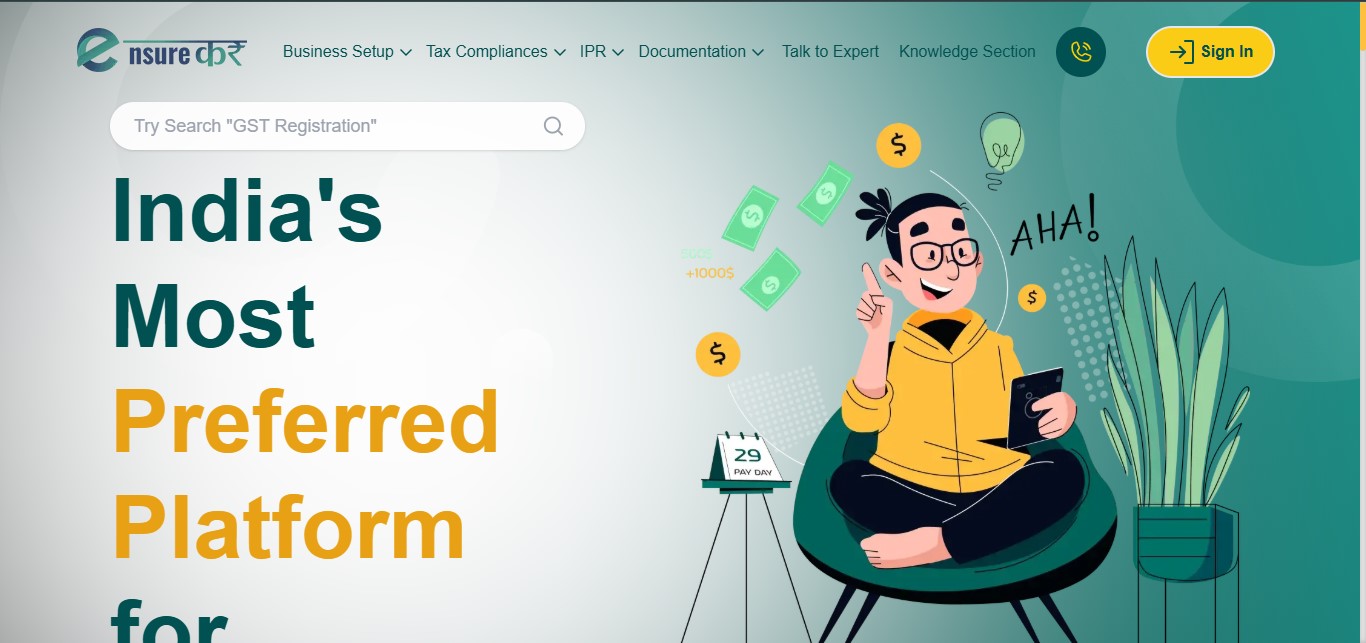 ensure कर
Business Setup Tax Compliances IPR Documentation Talk to Expert Knowledge Section Sign In
Try Search "GST Registration"
India's
Most
Preferred
Platform
for
AHA!
500$
+1000$
29
PAY DAY